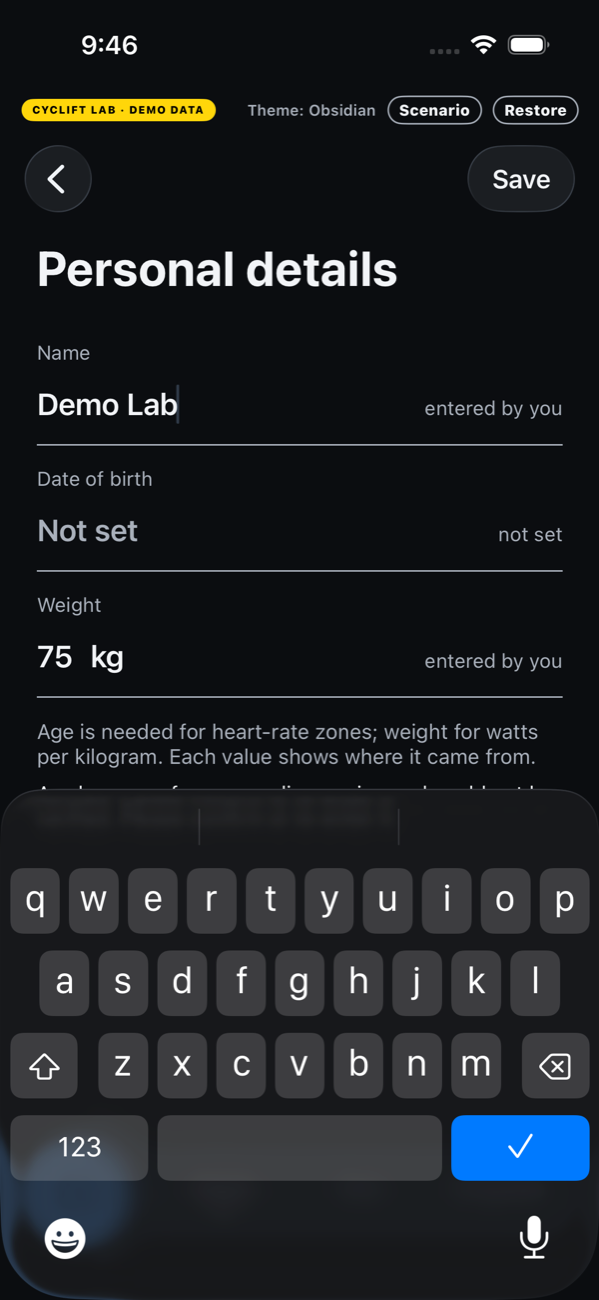 9:46
CYCLIFT LAB · DEMO DATA Theme: Obsidian Scenario Restore
Save
Personal details
Name
Demo Lab entered by you
Date of birth
Not set not set
Weight
75 kg entered by you
Age is needed for heart-rate zones; weight for watts
per kilogram. Each value shows where it came from.
q w e r t y u i o p
a s d f g h j k l
z x c v b n m
123